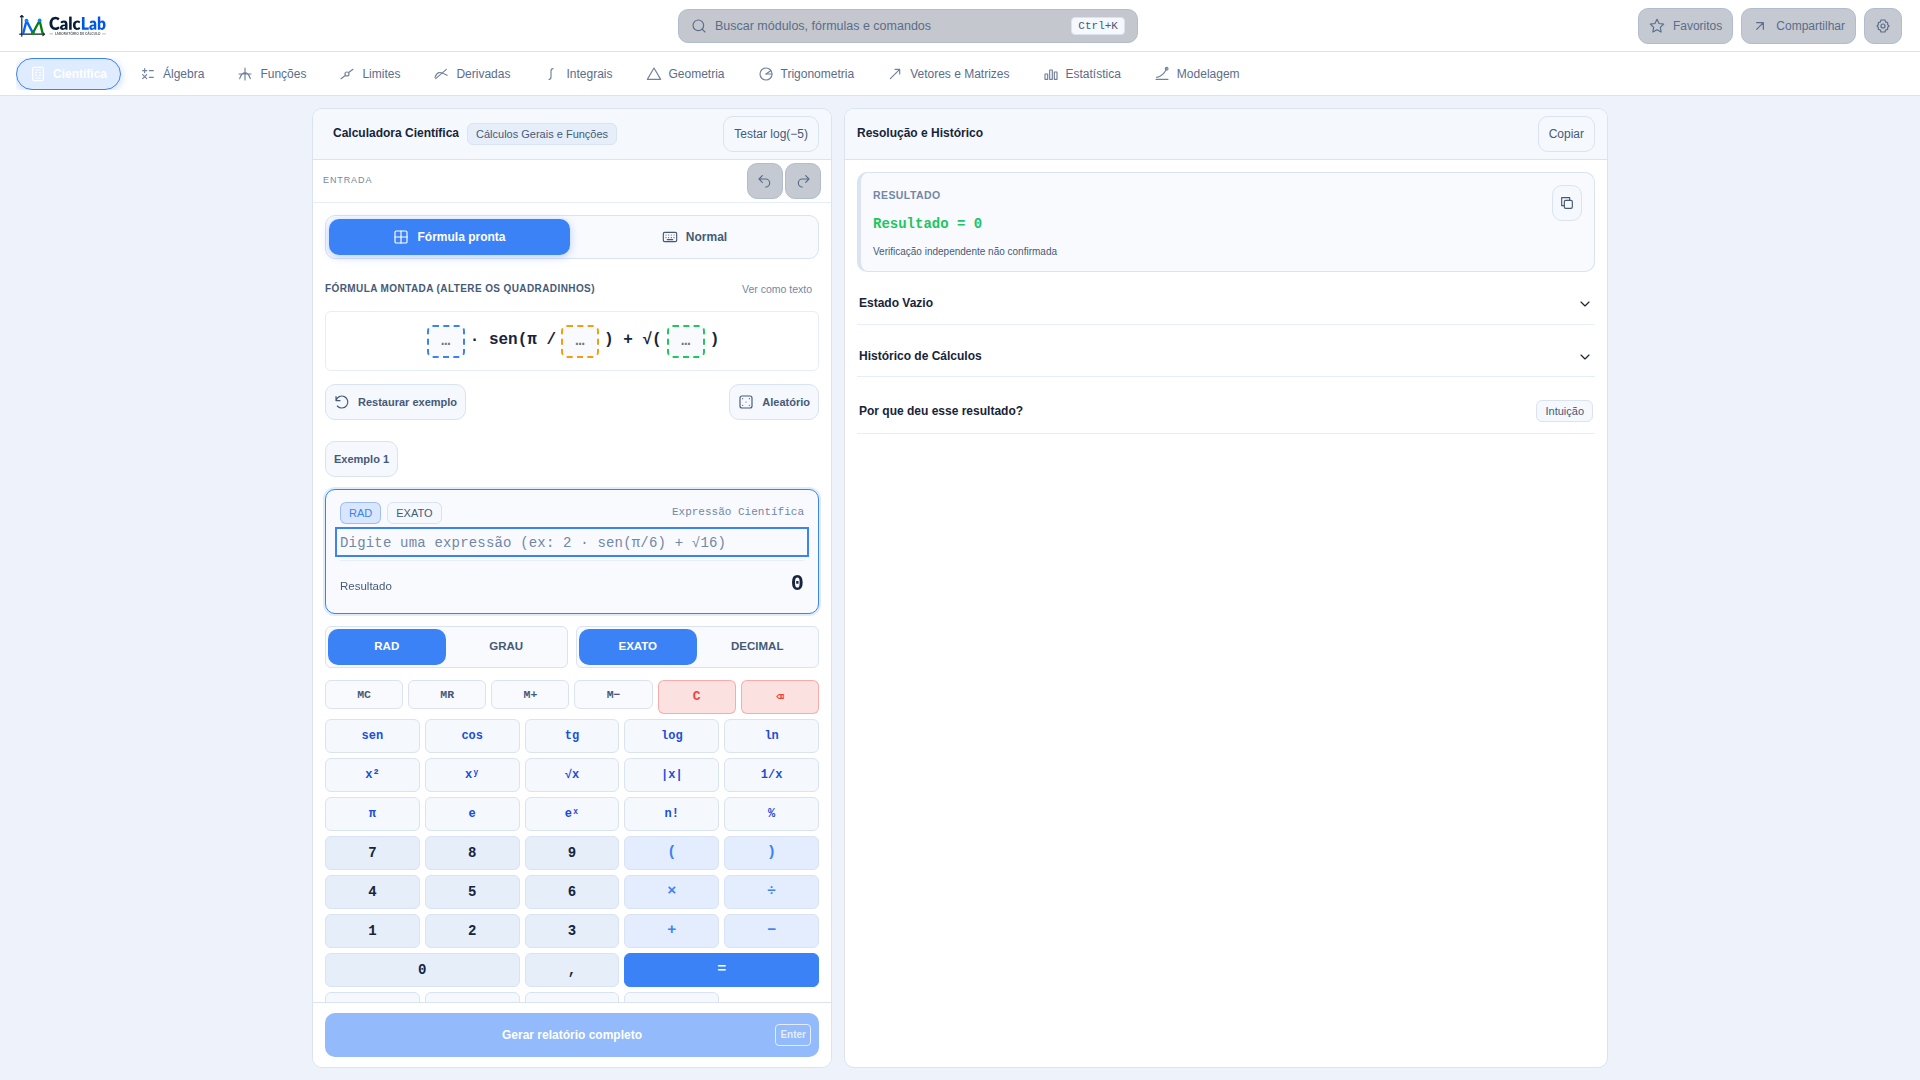 CalcLab
LABORATÓRIO DE CÁLCULO
Buscar módulos, fórmulas e comandos
Ctrl+K
Favoritos
Compartilhar
Científica
Álgebra
Funções
Limites
Derivadas
Integrais
Geometria
Trigonometria
Vetores e Matrizes
Estatística
Modelagem
Calculadora Científica
Cálculos Gerais e Funções
Testar log(−5)
ENTRADA
Fórmula pronta
Normal
FÓRMULA MONTADA (ALTERE OS QUADRADINHOS)
Ver como texto
… · sen(π / … ) + √( … )
Restaurar exemplo
Aleatório
Exemplo 1
RAD
EXATO
Expressão Científica
Digite uma expressão (ex: 2 · sen(π/6) + √16)
Resultado
0
RAD
GRAU
EXATO
DECIMAL
MC
MR
M+
M−
C
⌫
sen
cos
tg
log
ln
x²
xʸ
√x
|x|
1/x
π
e
eˣ
n!
%
7
8
9
(
)
4
5
6
×
÷
1
2
3
+
−
0
,
=
Gerar relatório completo
Enter
Resolução e Histórico
Copiar
RESULTADO
Resultado = 0
Verificação independente não confirmada
Estado Vazio
Histórico de Cálculos
Por que deu esse resultado?
Intuição